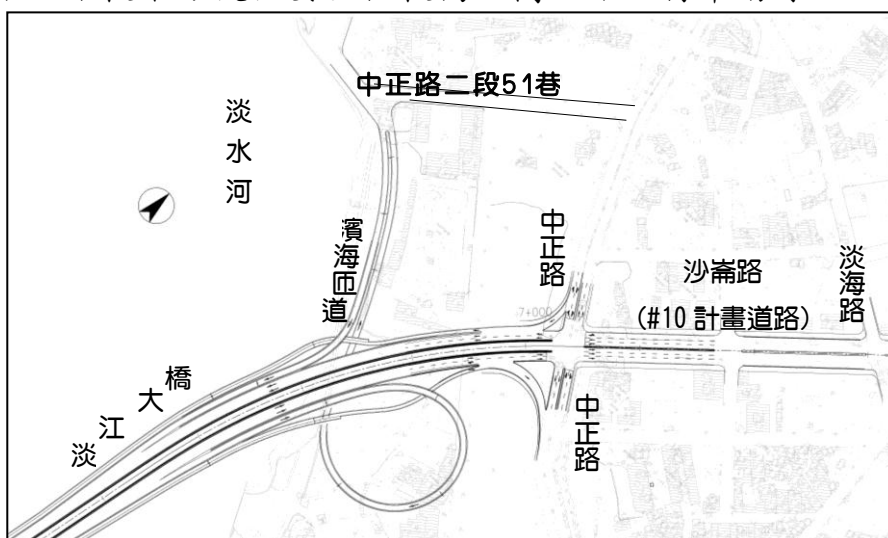 中正路二段51巷
淡水河
濱海匝道
中正路
沙崙路
(#10 計畫道路)
淡海路
7+000
淡江大橋
中正路